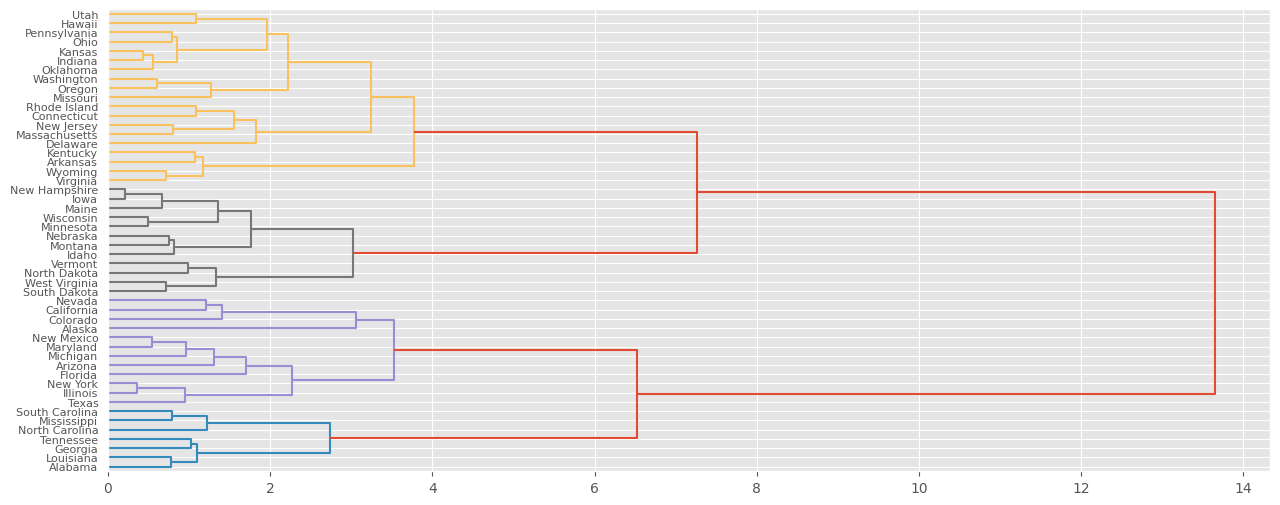 Utah
Hawaii
Pennsylvania
Ohio
Kansas
Indiana
Oklahoma
Washington
Oregon
Missouri
Rhode Island
Connecticut
New Jersey
Massachusetts
Delaware
Kentucky
Arkansas
Wyoming
Virginia
New Hampshire
Iowa
Maine
Wisconsin
Minnesota
Nebraska
Montana
Idaho
Vermont
North Dakota
West Virginia
South Dakota
Nevada
California
Colorado
Alaska
New Mexico
Maryland
Michigan
Arizona
Florida
New York
Illinois
Texas
South Carolina
Mississippi
North Carolina
Tennessee
Georgia
Louisiana
Alabama
0 2 4 6 8 10 12 14